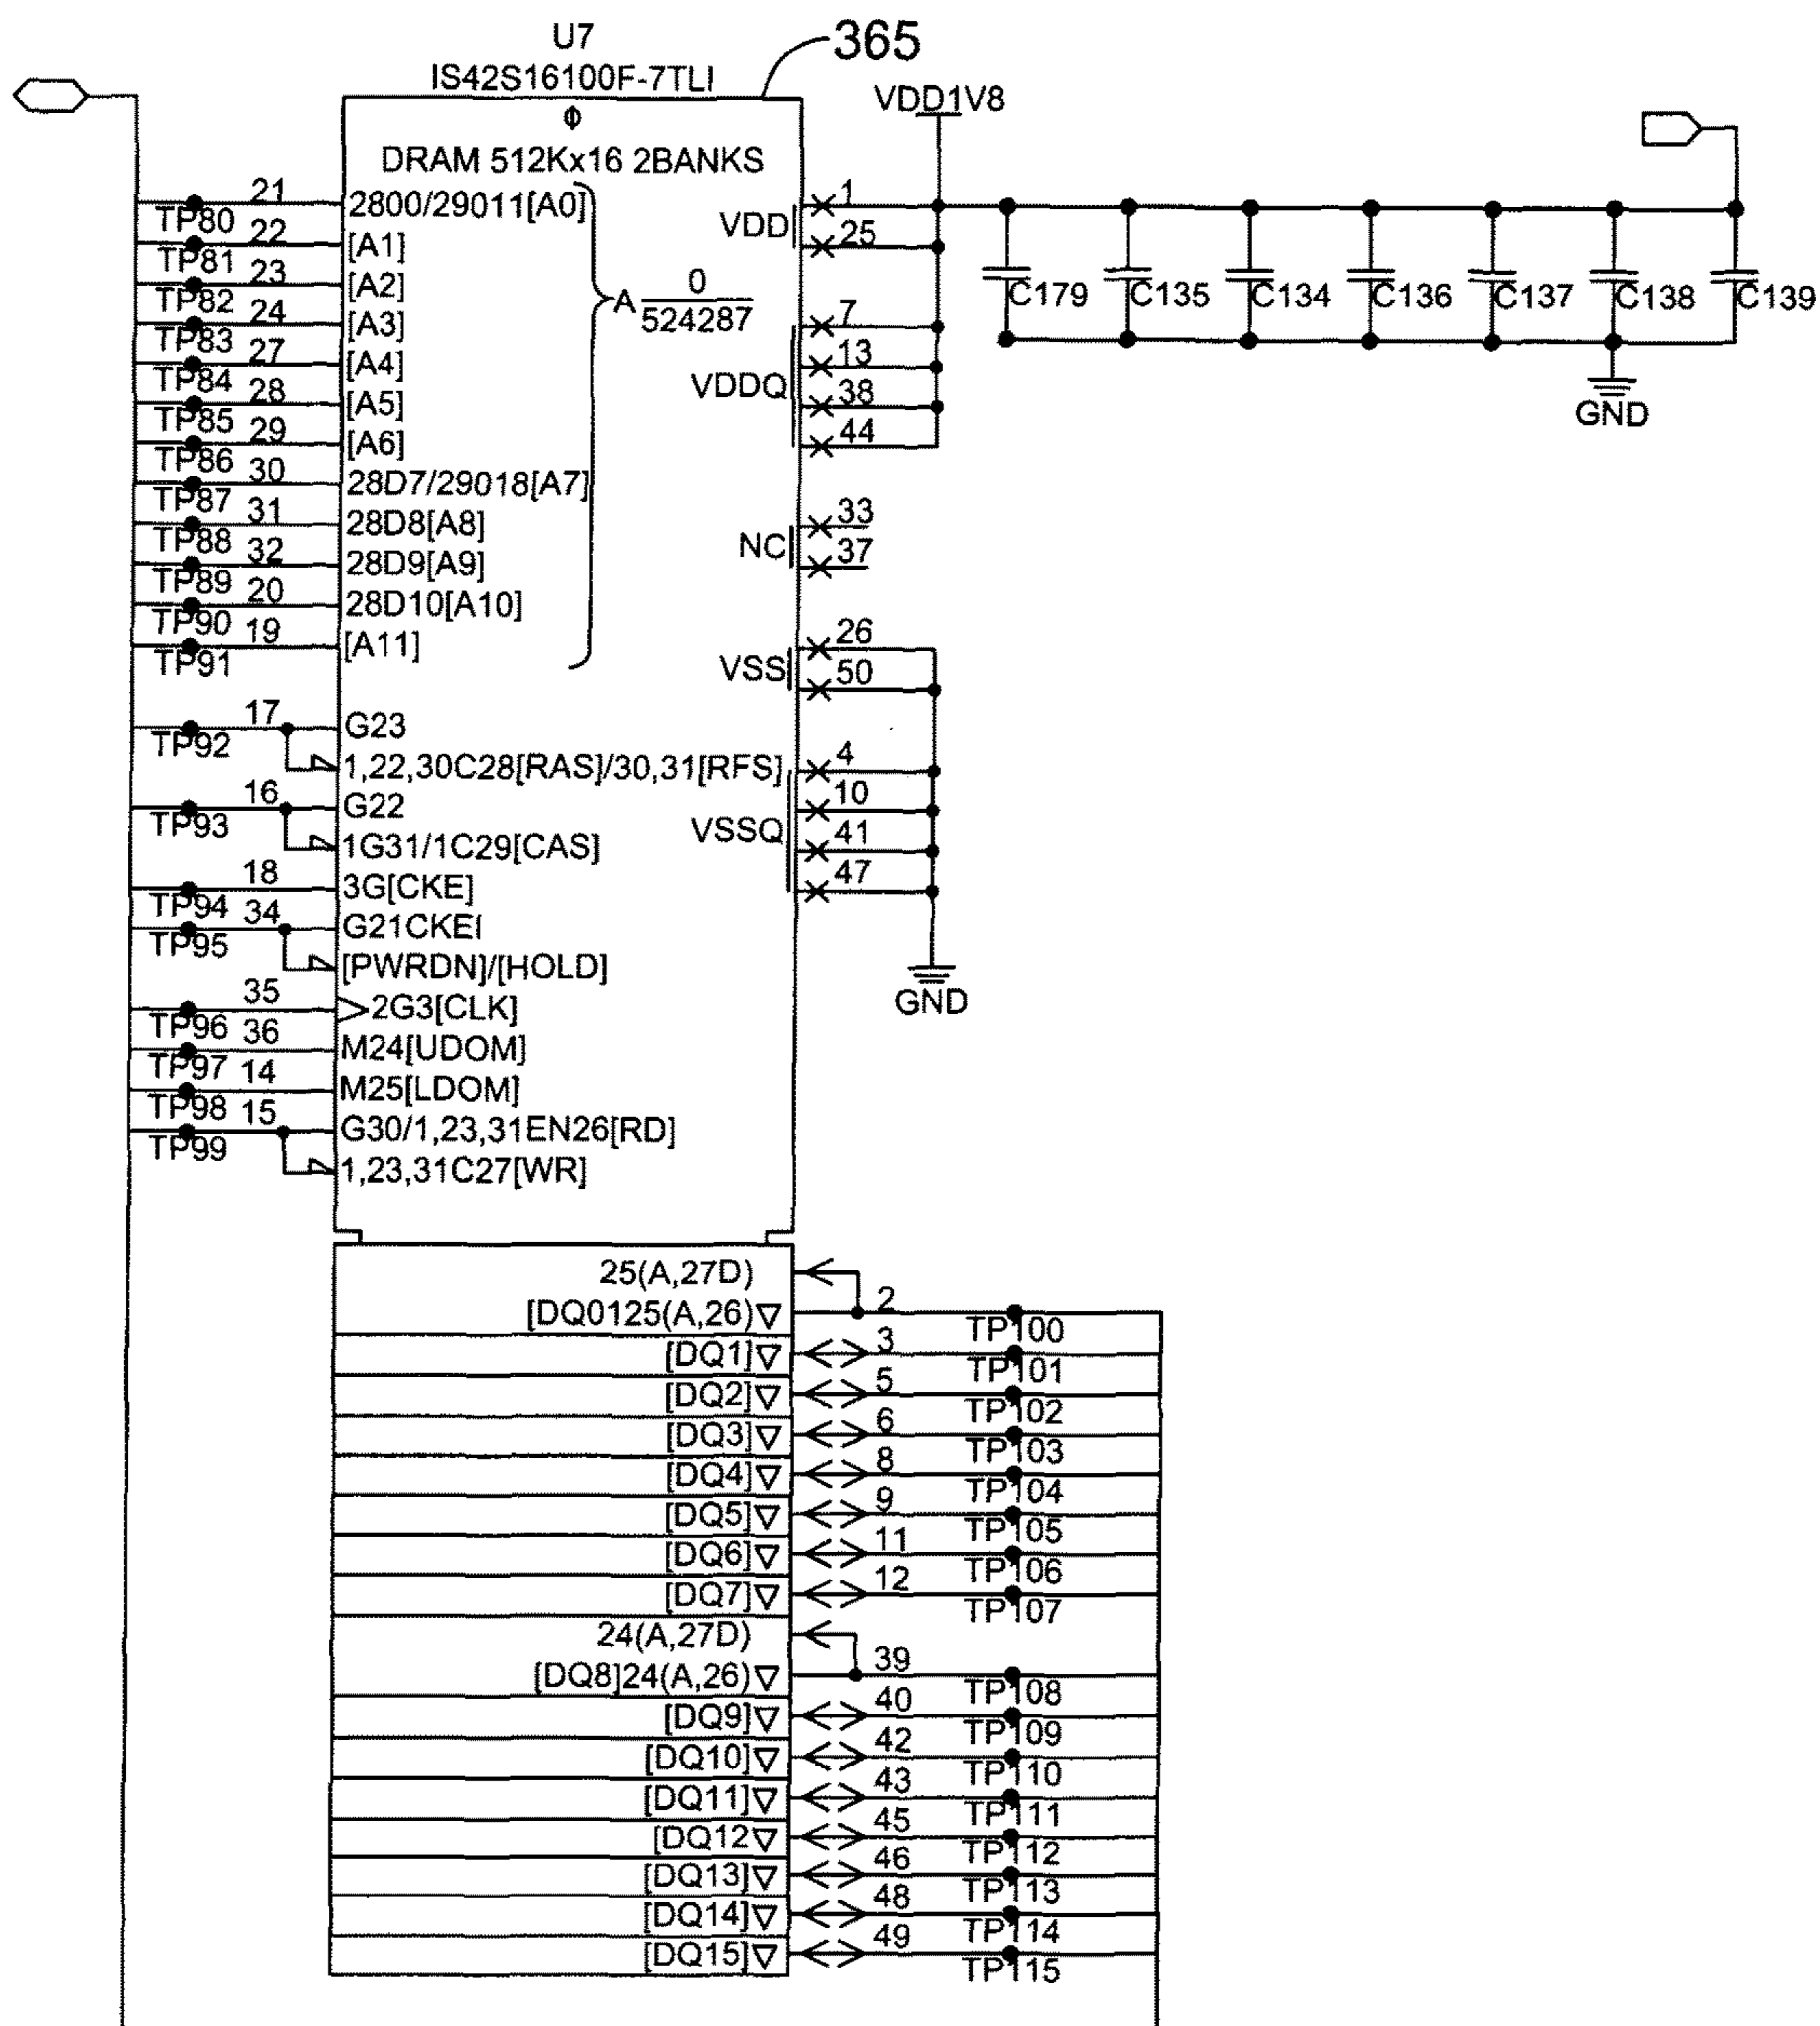 U7
365
IS42S16100F-7TLI
VDD1V8
Φ
DRAM 512Kx16 2BANKS
21 2800/29011[A0]
TP80
22 [A1]
TP81
23 [A2]
TP82
24 [A3]
TP83
27 [A4]
TP84
28 [A5]
TP85
29 [A6]
TP86
30 28D7/29018[A7]
TP87
31 28D8[A8]
TP88
32 28D9[A9]
TP89
20 28D10[A10]
TP90
19 [A11]
TP91
A 0
524287
17 G23
TP92
1,22,30C28[RAS]/30,31[RFS]
16 G22
TP93
1G31/1C29[CAS]
18 3G[CKE]
TP94
34 G21CKEI
TP95
[PWRDN]/[HOLD]
35 2G3[CLK]
TP96
36 M24[UDOM]
TP97
14 M25[LDOM]
TP98
15 G30/1,23,31EN26[RD]
TP99
1,23,31C27[WR]
VDD
1
25
VDDQ
7
13
38
44
NC
33
37
VSS
26
50
VSSQ
4
10
41
47
GND
C179 C135 C134 C136 C137 C138 C139
GND
25(A,27D)
[DQ0125(A,26) 2
TP100
[DQ1] 3
TP101
[DQ2] 5
TP102
[DQ3] 6
TP103
[DQ4] 8
TP104
[DQ5] 9
TP105
[DQ6] 11
TP106
[DQ7] 12
TP107
24(A,27D)
[DQ8]24(A,26) 39
TP108
[DQ9] 40
TP109
[DQ10] 42
TP110
[DQ11] 43
TP111
[DQ12 45
TP112
[DQ13] 46
TP113
[DQ14] 48
TP114
[DQ15] 49
TP115